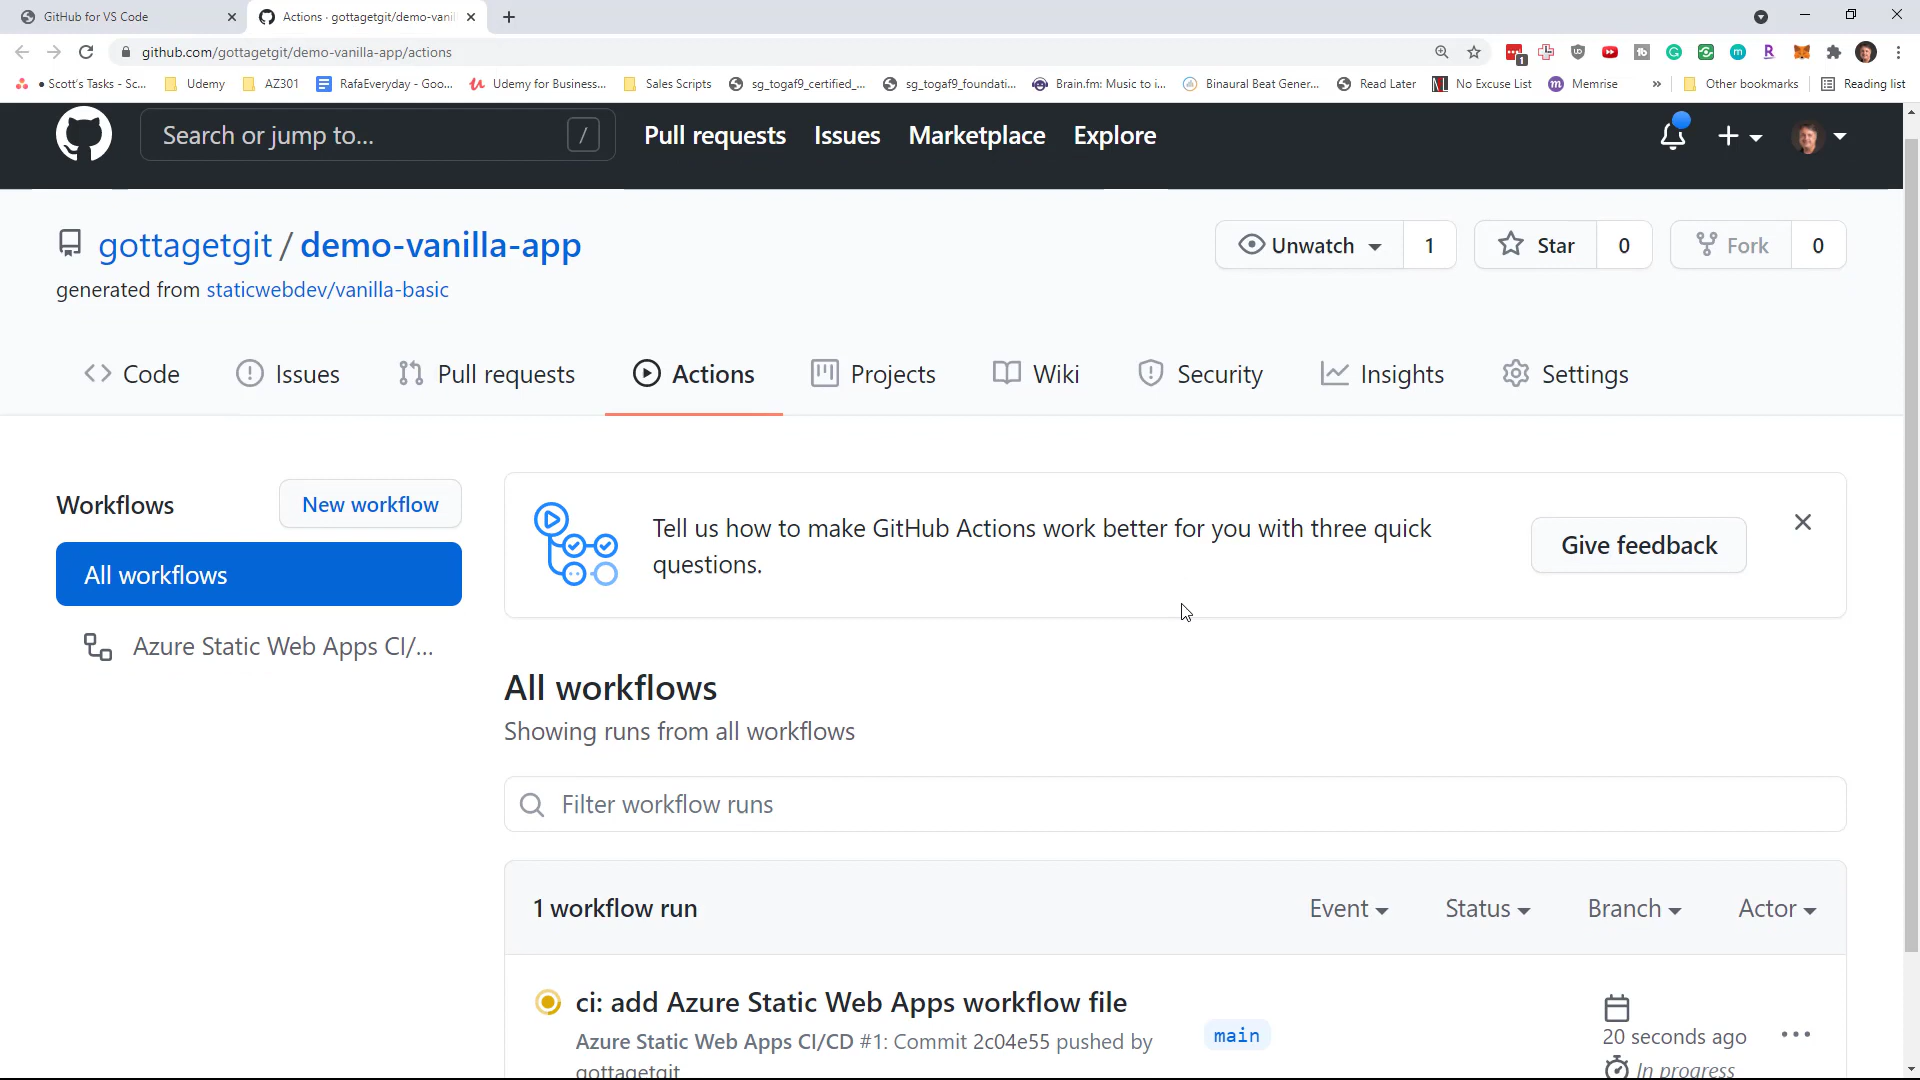 GitHub for VS Code
Actions · gottagetgit/demo-vanil
github.com/gottagetgit/demo-vanilla-app/actions
• Scott's Tasks - Sc...
Udemy
AZ301
RafaEveryday - Goo...
Udemy for Business...
Sales Scripts
sg_togaf9_certified_...
sg_togaf9_foundati...
Brain.fm: Music to i...
Binaural Beat Gener...
Read Later
No Excuse List
Memrise
»
Other bookmarks
Reading list
Search or jump to...
/
Pull requests
Issues
Marketplace
Explore
gottagetgit / demo-vanilla-app
Unwatch 1
Star 0
Fork 0
generated from staticwebdev/vanilla-basic
Code
Issues
Pull requests
Actions
Projects
Wiki
Security
Insights
Settings
Workflows
New workflow
All workflows
Azure Static Web Apps CI/...
Tell us how to make GitHub Actions work better for you with three quick
questions.
Give feedback
All workflows
Showing runs from all workflows
Filter workflow runs
1 workflow run
Event
Status
Branch
Actor
ci: add Azure Static Web Apps workflow file
Azure Static Web Apps CI/CD #1: Commit 2c04e55 pushed by
gottagetgit
main
20 seconds ago
In progress